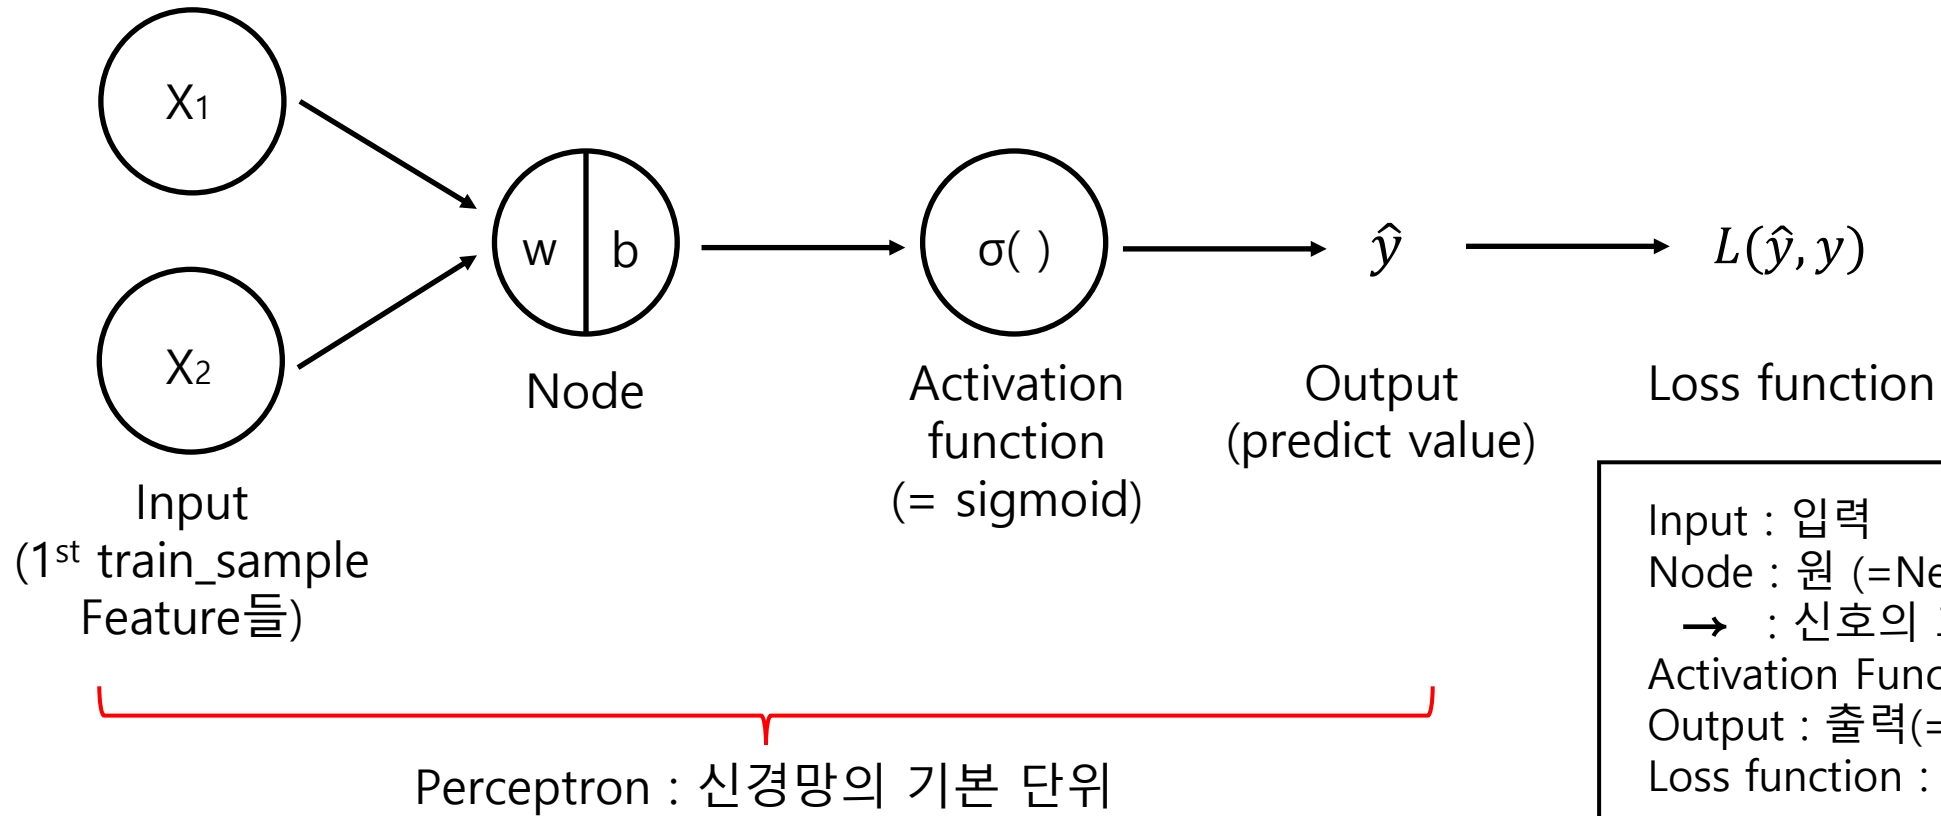 X1
X2
w b
σ( )
ŷ
L(ŷ, y)
Input
(1st train_sample
Feature들)
Node
Activation
function
(= sigmoid)
Output
(predict value)
Loss function
Input : 입력
Node : 원 (=Ne
→ : 신호의
Activation Func
Output : 출력(=
Loss function :
Perceptron : 신경망의 기본 단위